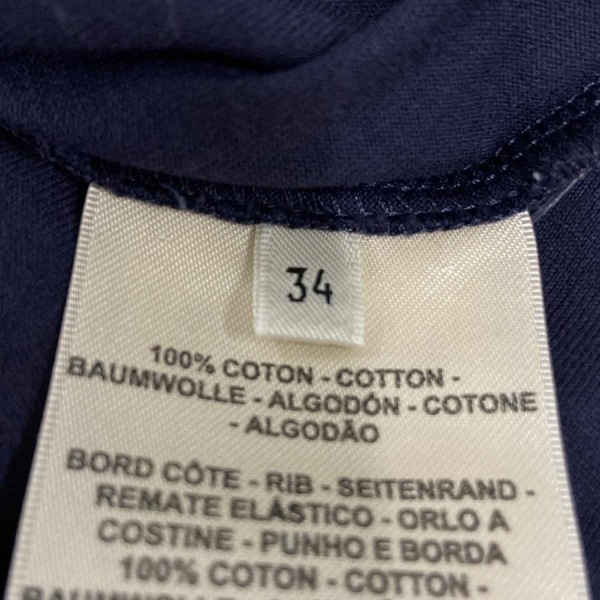 34
100% COTON - COTTON -
BAUMWOLLE - ALGODÓN - COTONE
- ALGODÃO
BORD CÔTE - RIB - SEITENRAND -
REMATE ELÁSTICO - ORLO A
COSTINE - PUNHO E BORDA
100% COTON - COTTON -